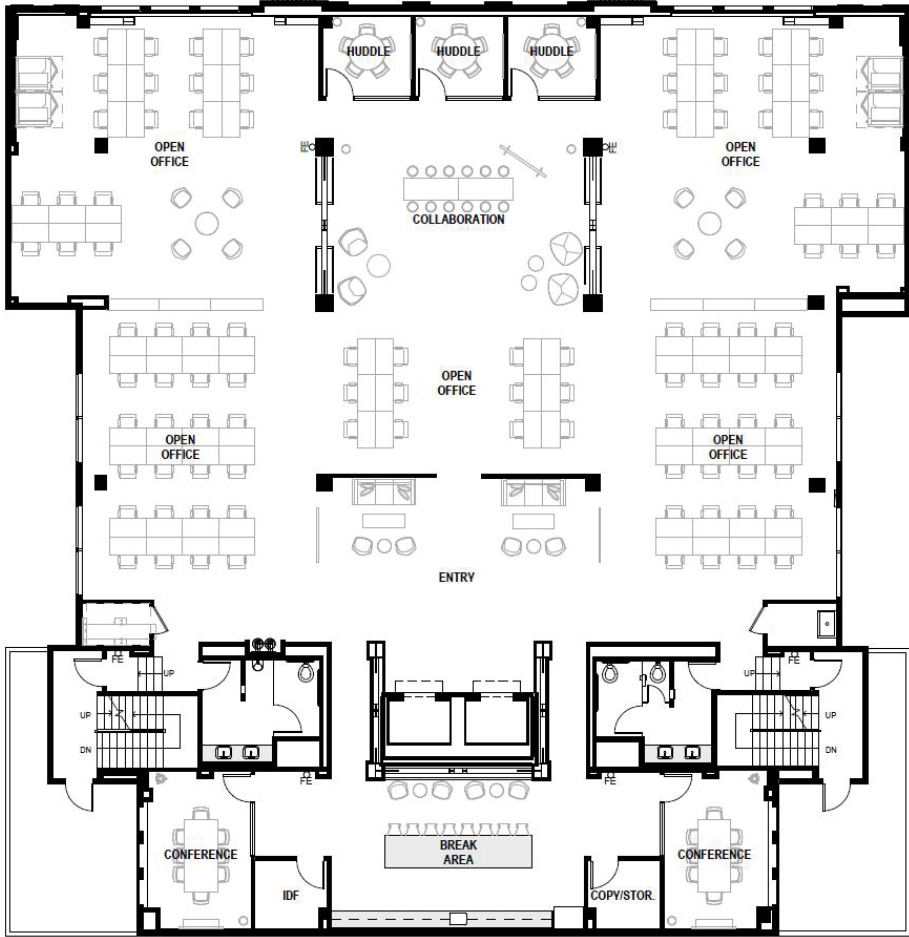 HUDDLE
HUDDLE
HUDDLE
FE
FE
OPEN
OFFICE
OPEN
OFFICE
COLLABORATION
OPEN
OFFICE
OPEN
OFFICE
OPEN
OFFICE
ENTRY
FE
FE
UP
UP
UP
UP
DN
DN
FE
FE
CONFERENCE
BREAK
AREA
CONFERENCE
IDF
COPY/STOR.